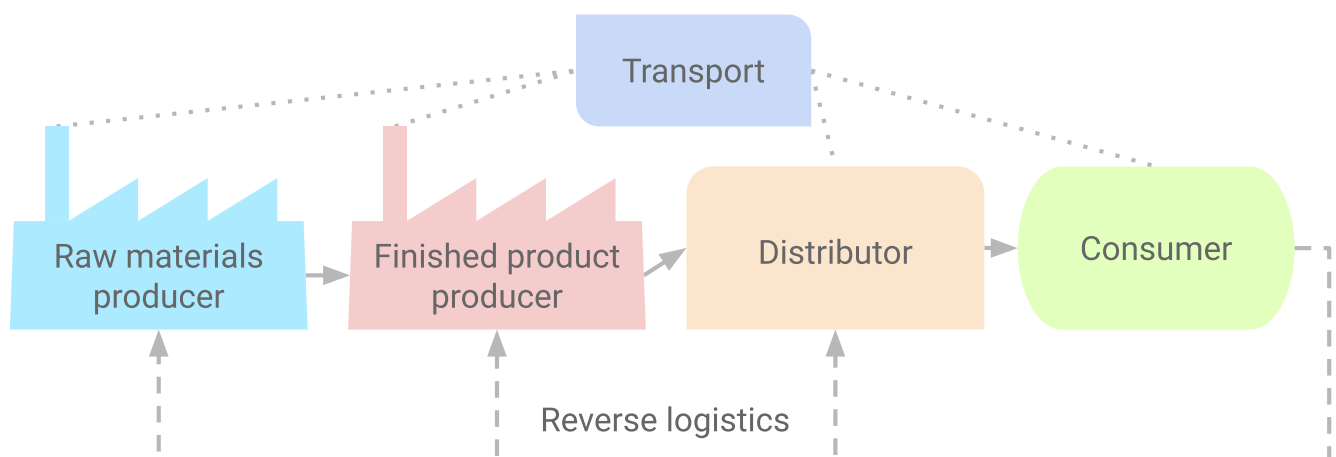 Transport
Raw materials
producer
Finished product
producer
Distributor
Consumer
Reverse logistics